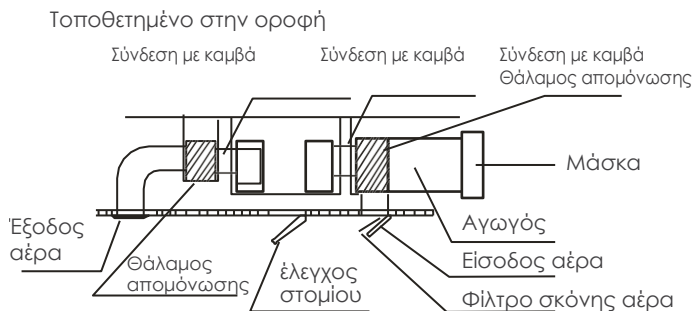 Τοποθετημένο στην οροφή
Σύνδεση με καμβά
Σύνδεση με καμβά
Σύνδεση με καμβά
Θάλαμος απομόνωσης
Μάσκα
Έξοδος
αέρα
Θάλαμος
απομόνωσης
έλεγχος
στομίου
Αγωγός
Είσοδος αέρα
Φίλτρο σκόνης αέρα